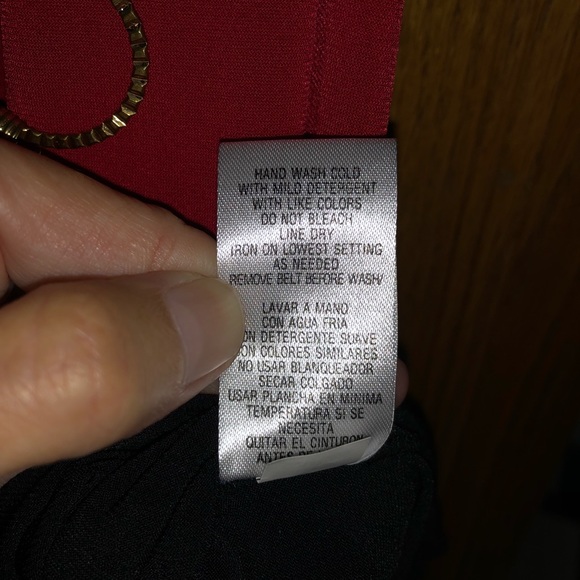 HAND WASH COLD
WITH MILD DETERGENT
WITH LIKE COLORS
DO NOT BLEACH
LINE DRY
IRON ON LOWEST SETTING
AS NEEDED
REMOVE BELT BEFORE WASH/
LAVAR A MANO
CON AGUA FRIA
ON DETERGENTE SUAVE
ON COLORES SIMILARES
NO USAR BLANQUEADOR
SECAR COLGADO
USAR PLANCHA EN MINIMA
TEMPERATURA SI SE
NECESITA
QUITAR EL CINTURON
ANTES